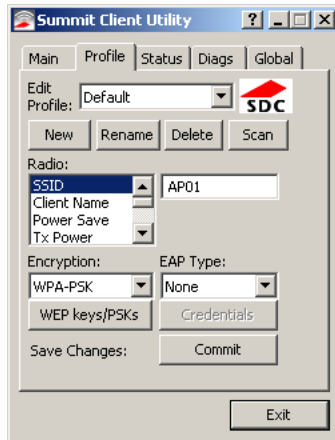 Summit Client Utility
Main Profile Status Diags Global
Edit
Profile: Default
SDC
New Rename Delete Scan
Radio:
SSID AP01
Client Name
Power Save
Tx Power
Encryption: EAP Type:
WPA-PSK None
WEP keys/PSKs Credentials
Save Changes: Commit
Exit